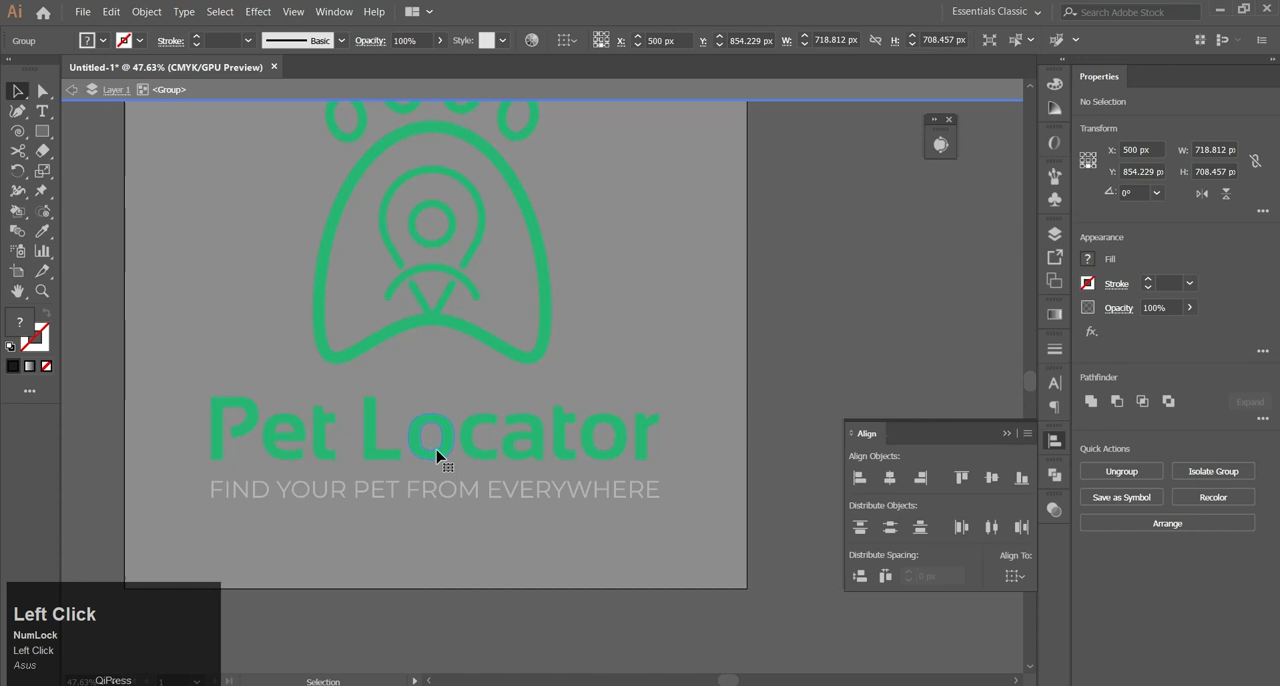 Ai File Edit Object Type Select Effect View Window Help Essentials Classic Search Adobe Stock
Group Stroke: Basic Opacity: 100% Style: X: 500 px Y: 854.229 px W: 718.812 px H: 708.457 px
Untitled-1* @ 47.63% (CMYK/GPU Preview)
Layer 1 <Group>
Properties
No Selection
Transform
X: 500 px W: 718.812 p
Y: 854.229 px H: 708.457 p
0°
Appearance
? Fill
Stroke
Opacity 100%
fx.
Pathfinder
Expand
Quick Actions
Ungroup Isolate Group
Save as Symbol Recolor
Arrange
Align
Align Objects:
Distribute Objects:
Distribute Spacing: Align To:
0 px
Pet Locator
FIND YOUR PET FROM EVERYWHERE
?
Left Click
NumLock
Left Click
Asus
QiPress
47.63% 1 Selection